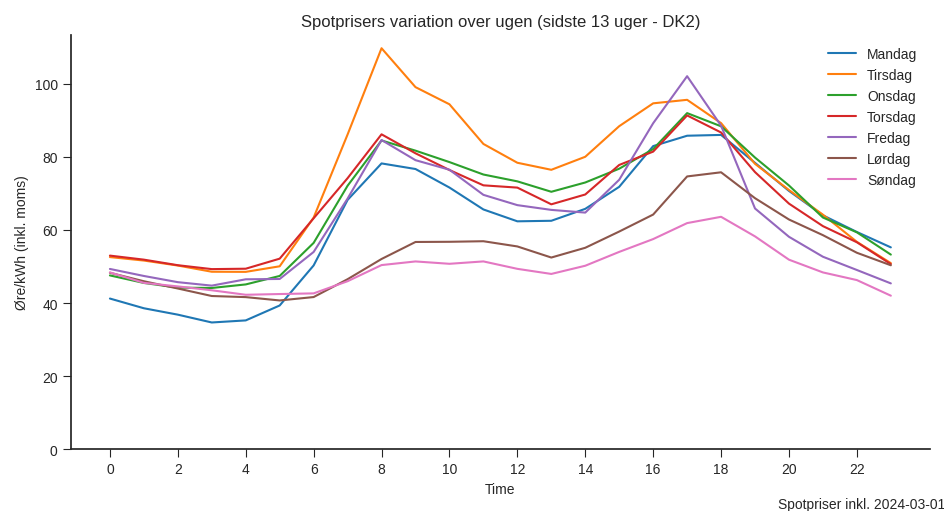 Spotprisers variation over ugen (sidste 13 uger - DK2)
Mandag
Tirsdag
Onsdag
Torsdag
Fredag
Lørdag
Søndag
Øre/kWh (inkl. moms)
100
80
60
40
20
0
0 2 4 6 8 10 12 14 16 18 20 22
Time
Spotpriser inkl. 2024-03-01